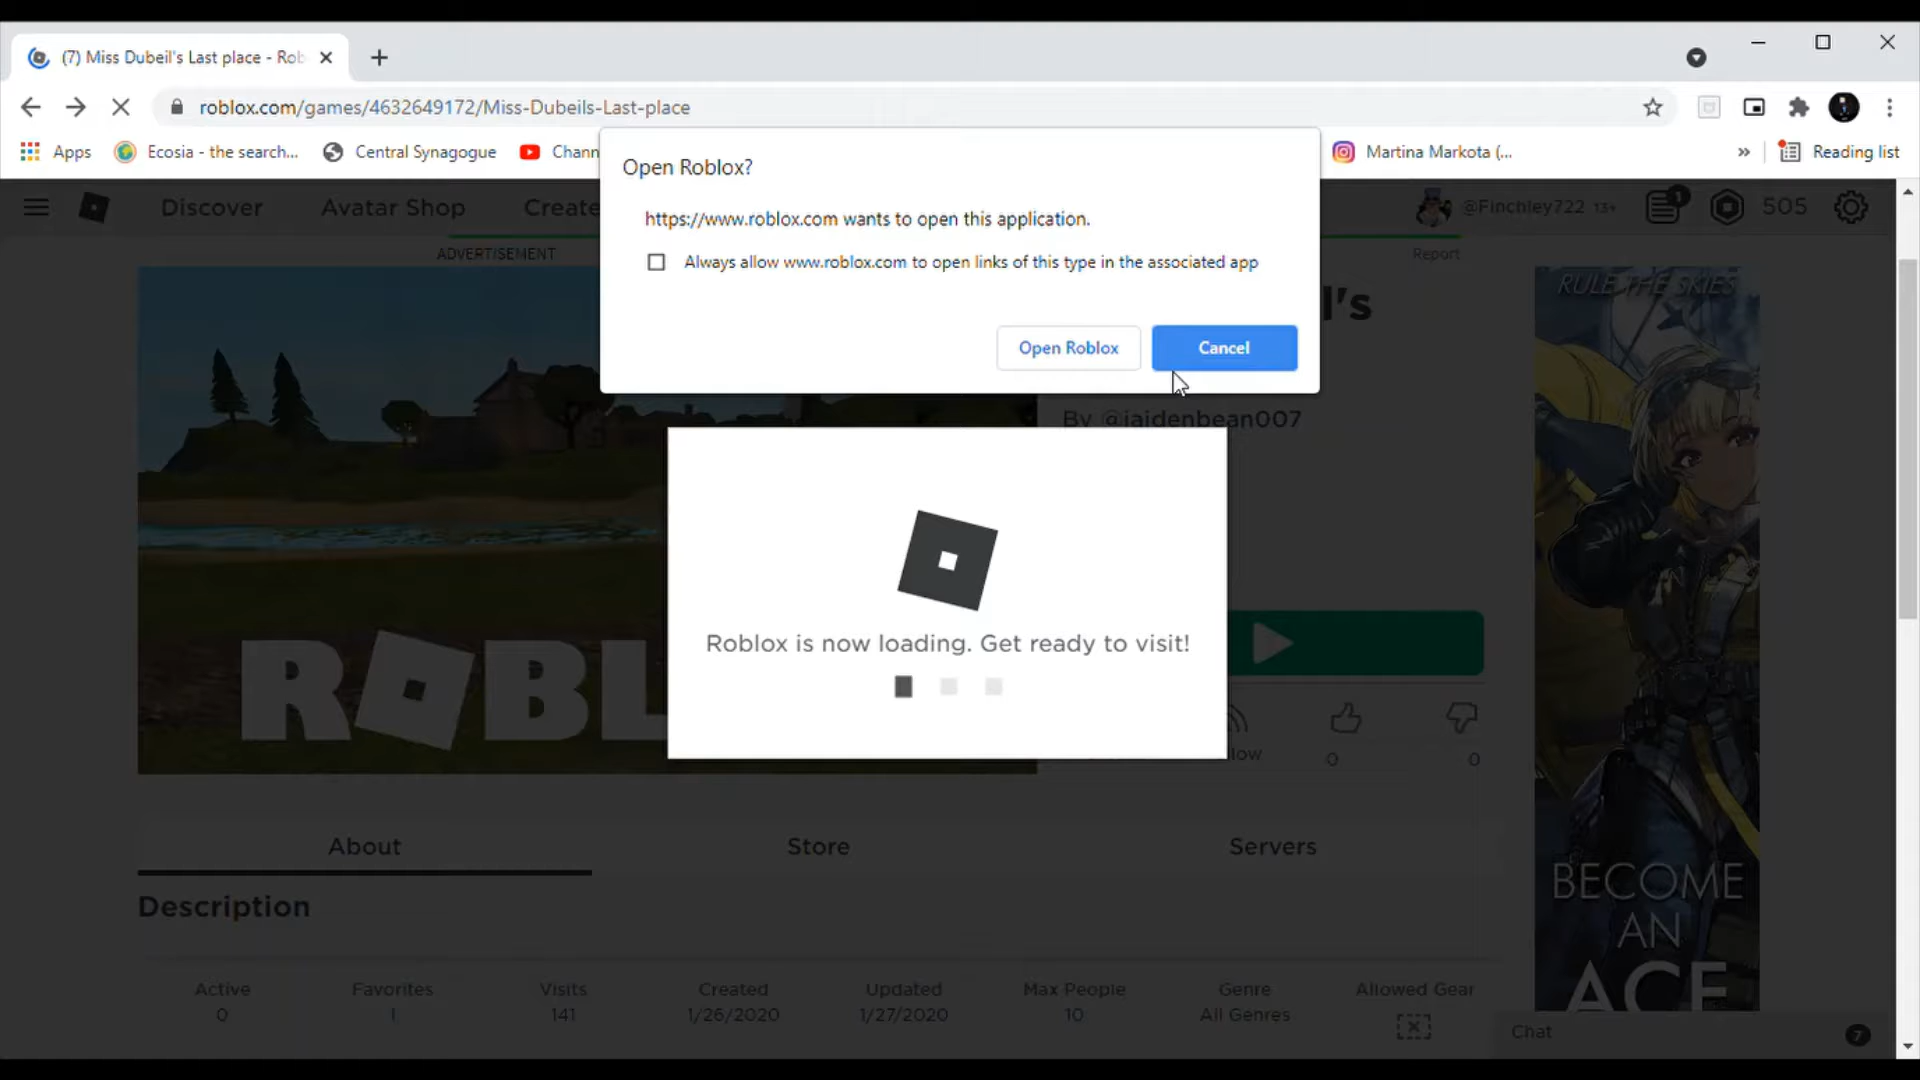 (7) Miss Dubeil's Last place - Rob
roblox.com/games/4632649172/Miss-Dubeils-Last-place
Apps
Ecosia - the search...
Central Synagogue
Chann
Martina Markota (...
»
Reading list
Open Roblox?
https://www.roblox.com wants to open this application.
Always allow www.roblox.com to open links of this type in the associated app
Open Roblox
Cancel
Discover
Avatar Shop
Create
@Finchley722 13+
1
505
ADVERTISEMENT
Report
l's
By @jaidenbean007
ROBL
Roblox is now loading. Get ready to visit!
low
0
0
About
Store
Servers
Description
Active
Favorites
Visits
Created
Updated
Max People
Genre
Allowed Gear
0
1
141
1/26/2020
1/27/2020
10
All Genres
RULE THE SKIES
BECOME
AN
ACE
Chat
7